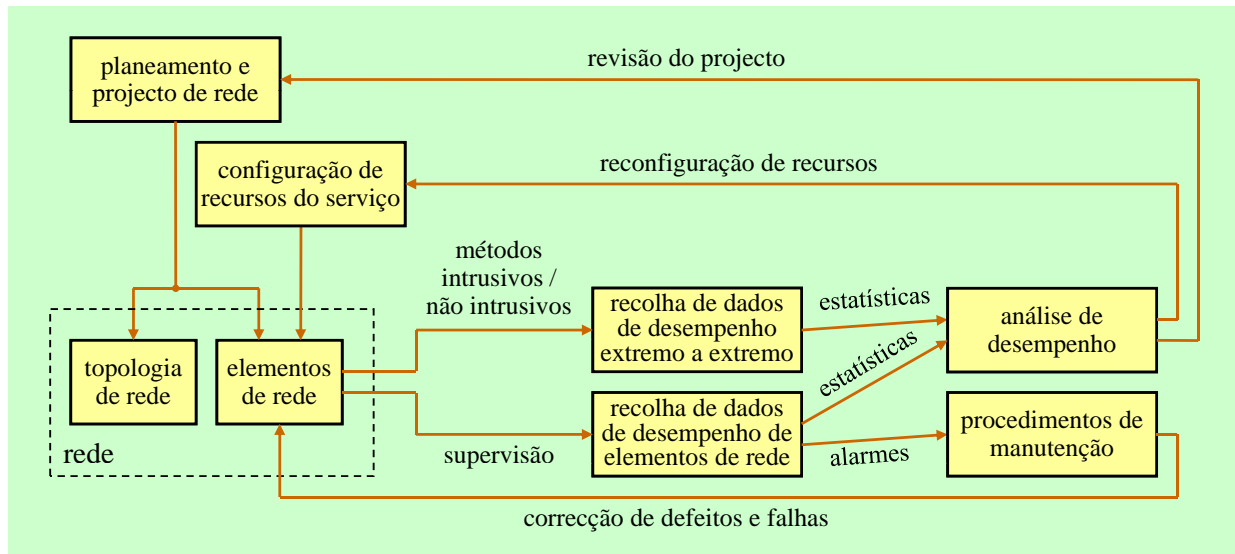 planeamento e
projecto de rede
revisão do projecto
configuração de
recursos do serviço
reconfiguração de recursos
métodos
intrusivos /
não intrusivos
recolha de dados
de desempenho
extremo a extremo
estatísticas
análise de
desempenho
topologia
de rede
elementos
de rede
estatísticas
rede
supervisão
recolha de dados
de desempenho de
elementos de rede
alarmes
procedimentos de
manutenção
correcção de defeitos e falhas